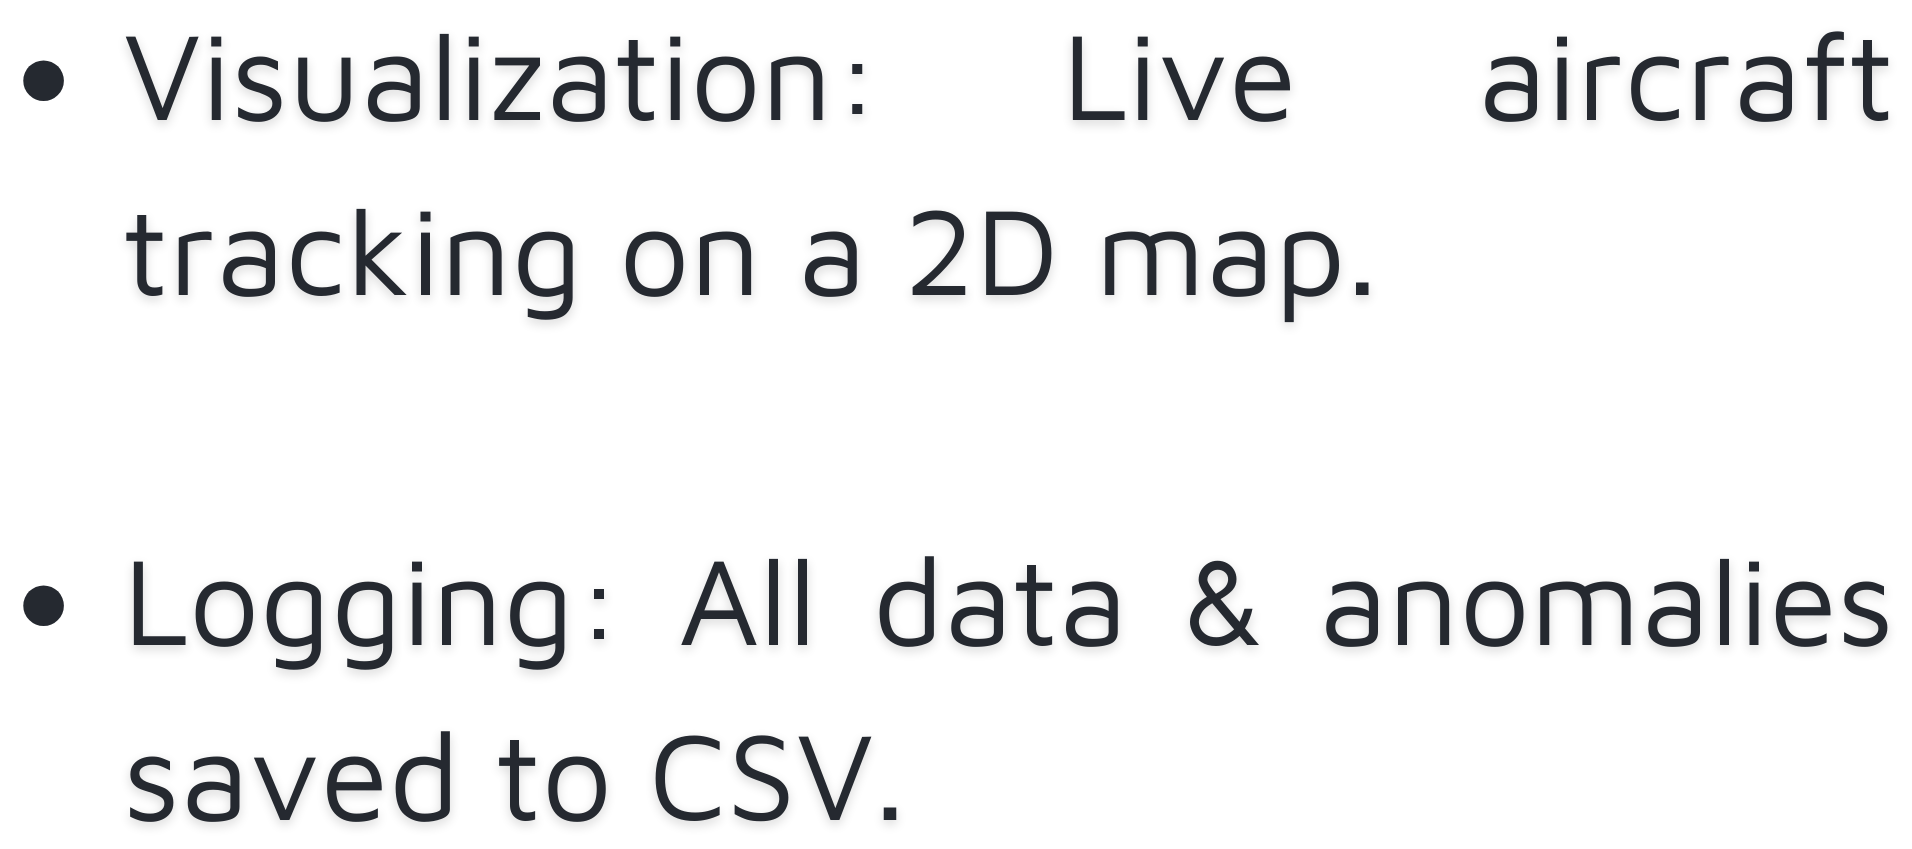 • Visualization: Live aircraft
tracking on a 2D map.
• Logging: All data & anomalies
saved to CSV.